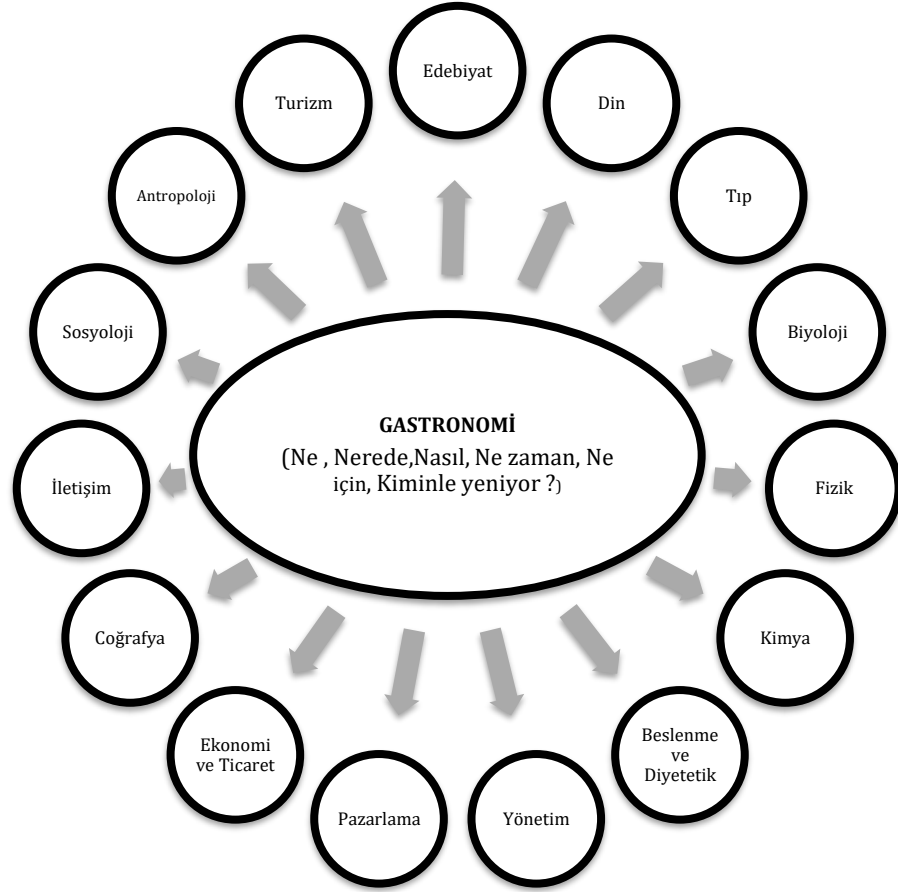 Edebiyat
Din
Tıp
Biyoloji
Fizik
Kimya
Beslenme
ve
Diyetetik
Yönetim
Pazarlama
Ekonomi
ve Ticaret
Coğrafya
İletişim
Sosyoloji
Antropoloji
Turizm
GASTRONOMİ
(Ne , Nerede,Nasıl, Ne zaman, Ne
için, Kiminle yeniyor ?)